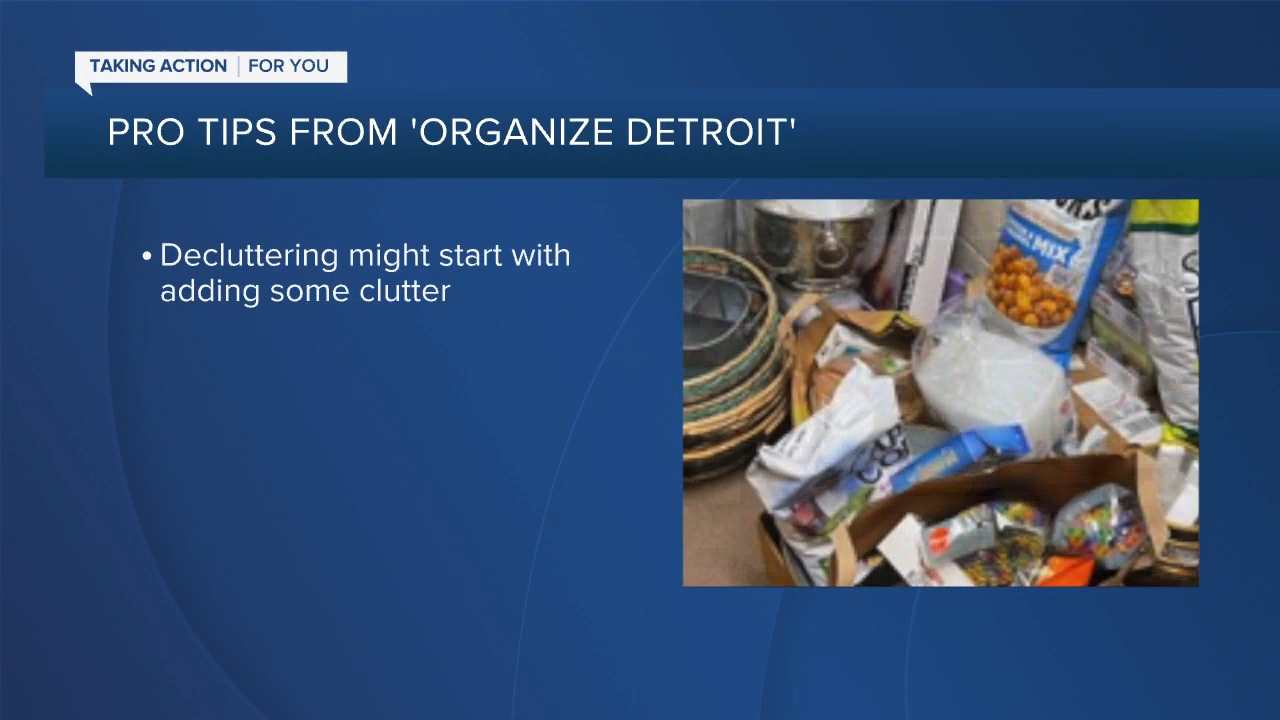 TAKING ACTION | FOR YOU
PRO TIPS FROM 'ORGANIZE DETROIT'
• Decluttering might start with
adding some clutter
MIX